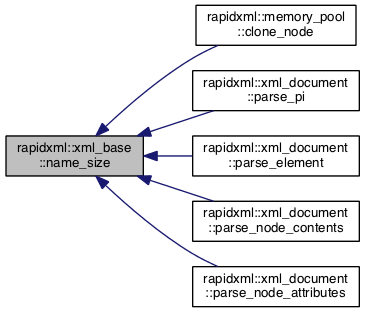 rapidxml::memory_pool
::clone_node
rapidxml::xml_document
::parse_pi
rapidxml::xml_base
::name_size
rapidxml::xml_document
::parse_element
rapidxml::xml_document
::parse_node_contents
rapidxml::xml_document
::parse_node_attributes